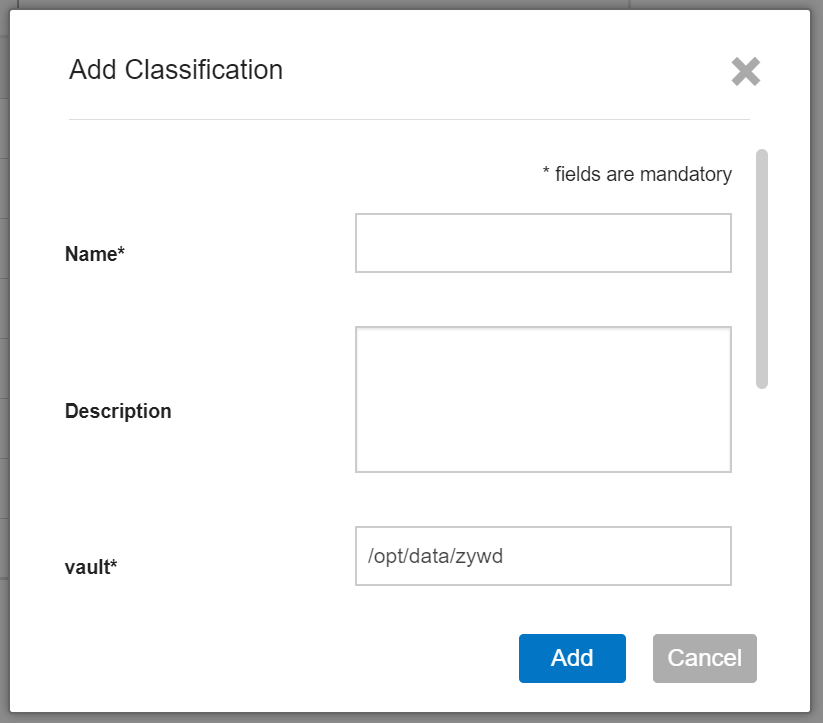 Add Classification
* fields are mandatory
Name*
Description
vault*
/opt/data/zywd
Add
Cancel